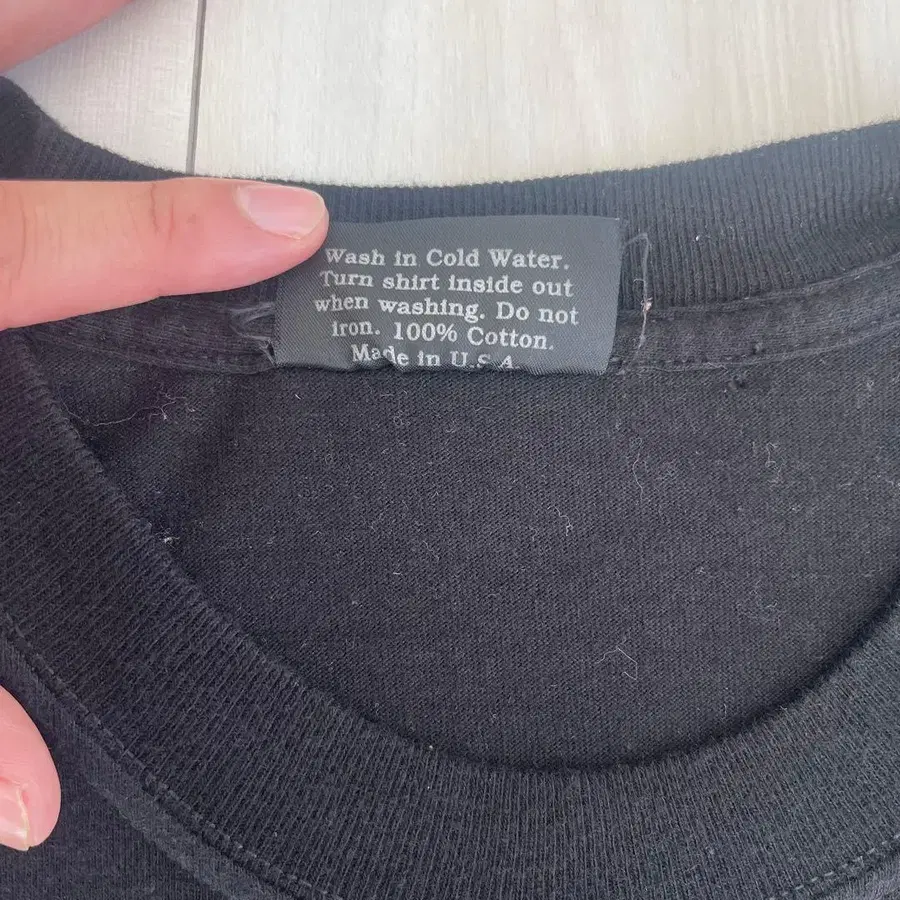 Wash in Cold Water.
Turn shirt inside out
when washing. Do not
iron. 100% Cotton.
Made in U.S.A.